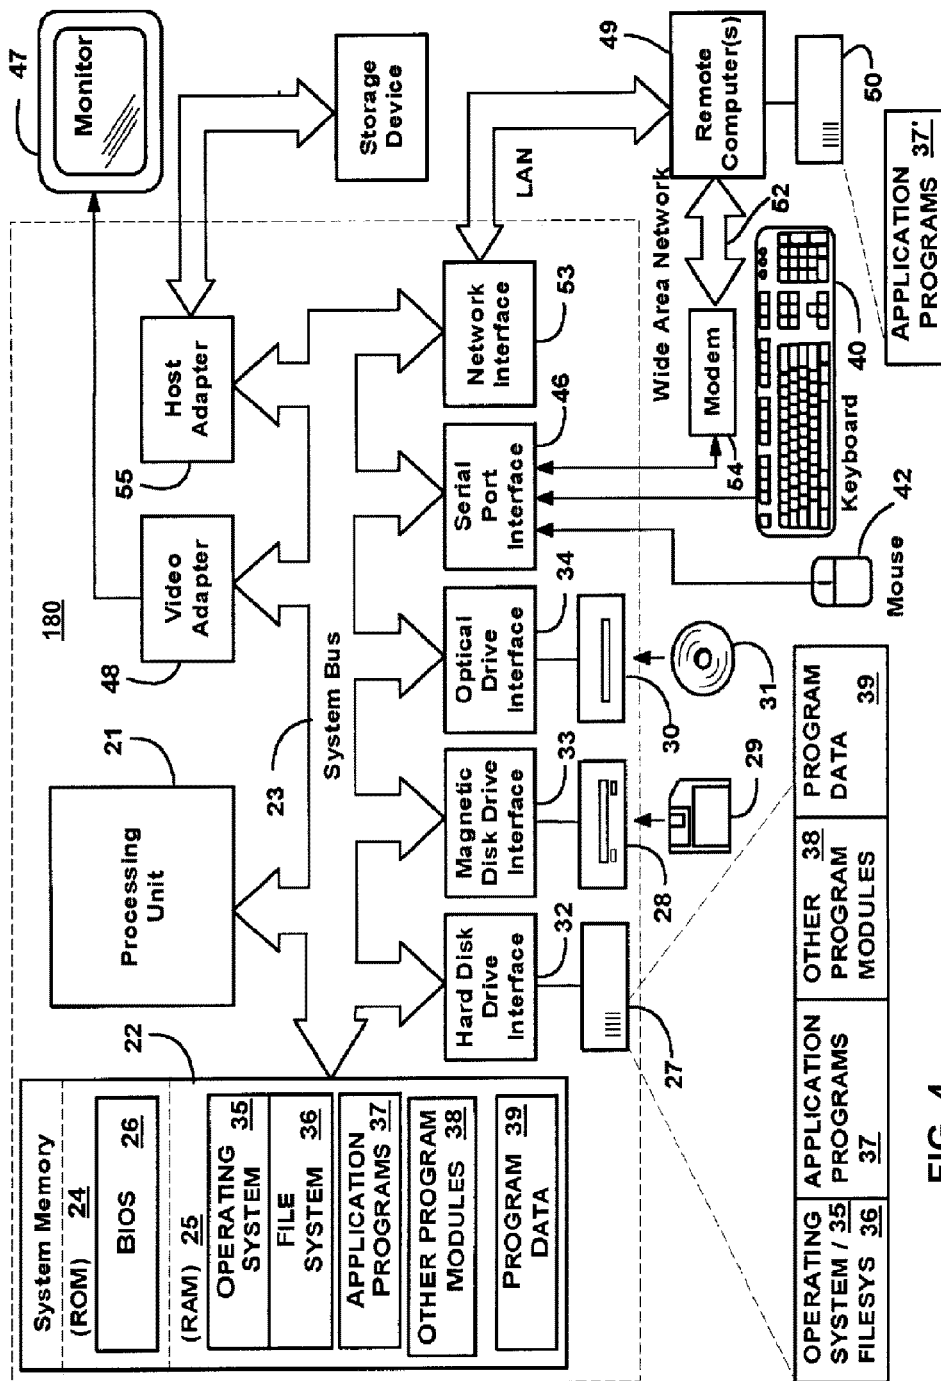 System Memory
(ROM) 24
BIOS 26
(RAM) 25
OPERATING
SYSTEM 35
FILE
SYSTEM 36
APPLICATION
PROGRAMS 37
OTHER PROGRAM
MODULES 38
PROGRAM
DATA 39
22
Processing
Unit
21
180
Video
Adapter
48
Host
Adapter
55
47
Monitor
Storage
Device
23
System Bus
Hard Disk
Drive
Interface
32
Magnetic
Disk Drive
Interface
33
Optical
Drive
Interface
34
Serial
Port
Interface
46
Network
Interface
53
LAN
27
28
29
30
31
Wide Area Network
Modem
54
52
Remote
Computer(s)
49
50
Keyboard
40
Mouse
42
OPERATING
SYSTEM / 35
FILESYS 36
APPLICATION
PROGRAMS
37
OTHER 38
PROGRAM
MODULES
PROGRAM
DATA 39
APPLICATION
PROGRAMS 37'
FIG. 4